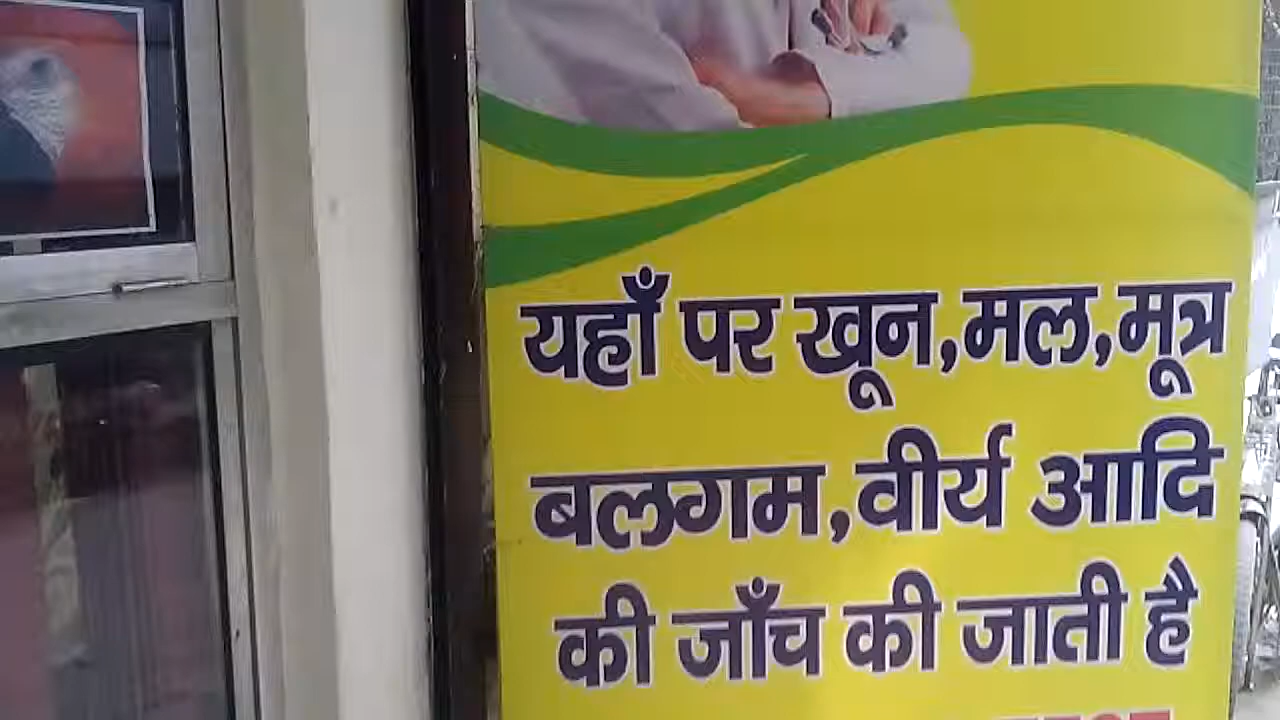 यहाँ पर खून,मल,मूत्र
बलगम,वीर्य आदि
की जाँच की जाती है